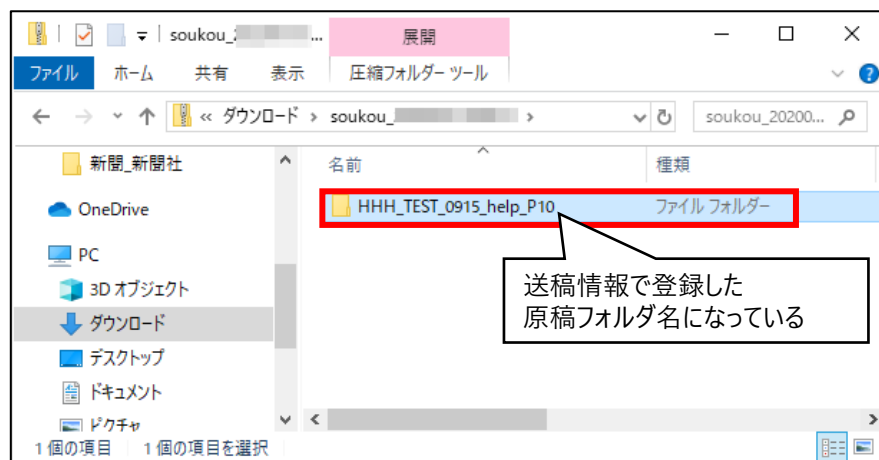 soukou_ ... 展開
ファイル ホーム 共有 表示 圧縮フォルダー ツール
« ダウンロード › soukou_ › soukou_20200...
新聞_新聞社 名前 種類
HHH_TEST_0915_help_P10 ファイル フォルダー
OneDrive
PC
3D オブジェクト
送稿情報で登録した
原稿フォルダ名になっている
ダウンロード
デスクトップ
ドキュメント
ピクチャ
1 個の項目 1 個の項目を選択